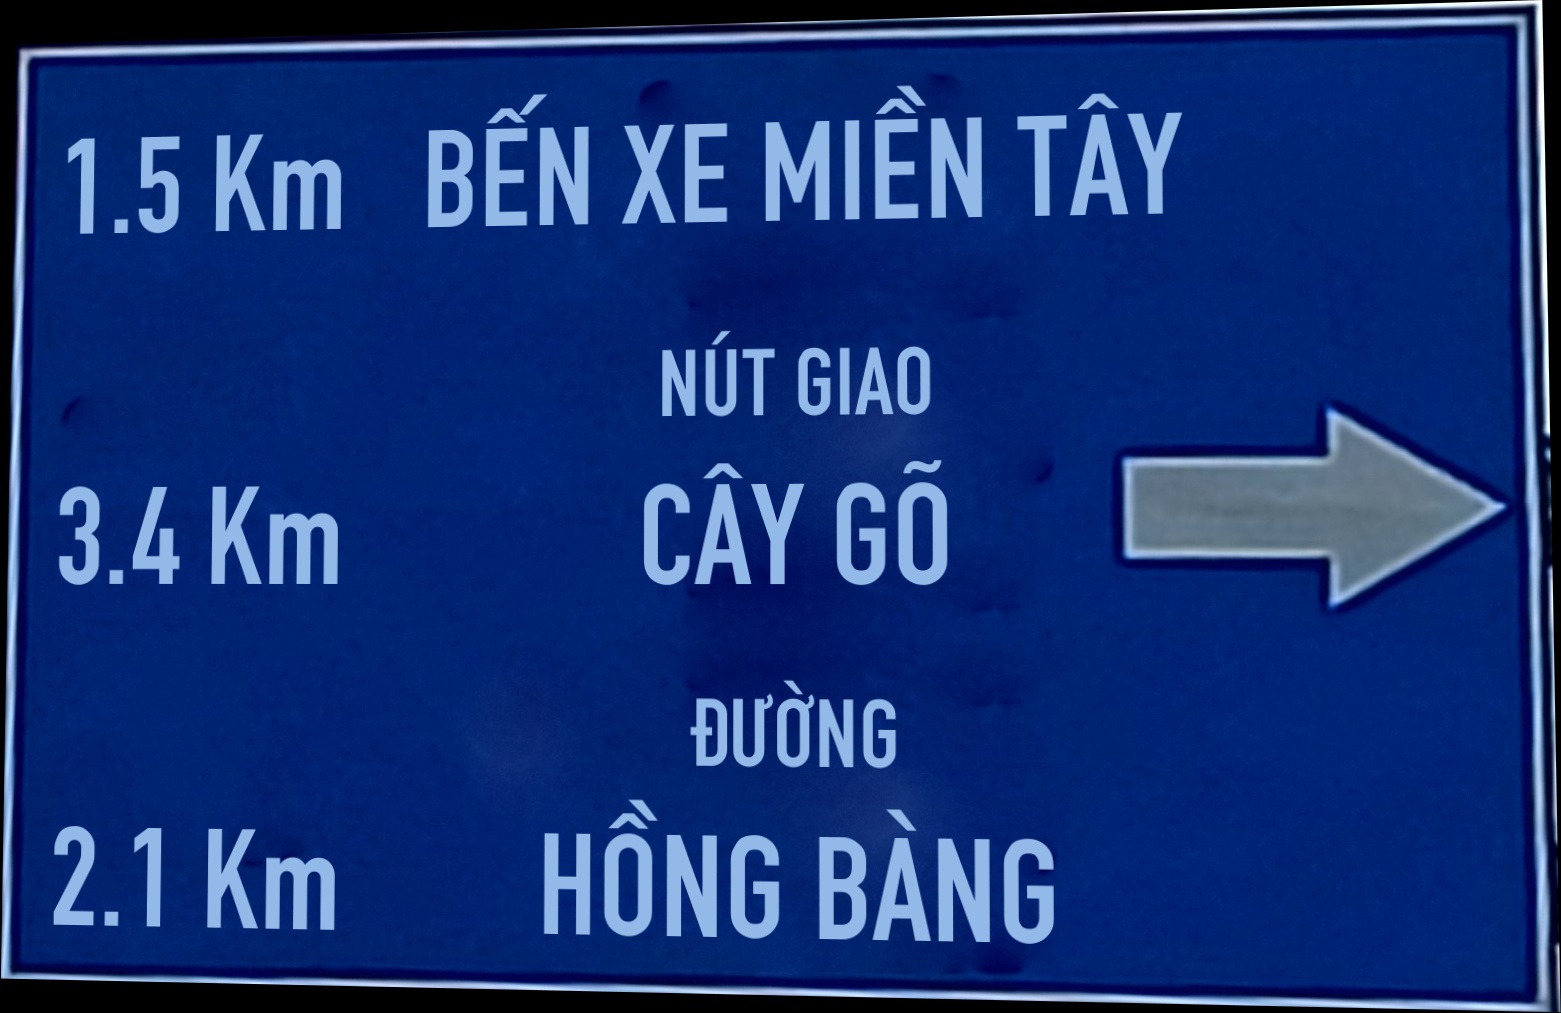 1.5 Km BẾN XE MIỀN TÂY
NÚT GIAO
3.4 Km CÂY GÕ
ĐƯỜNG
2.1 Km HỒNG BÀNG